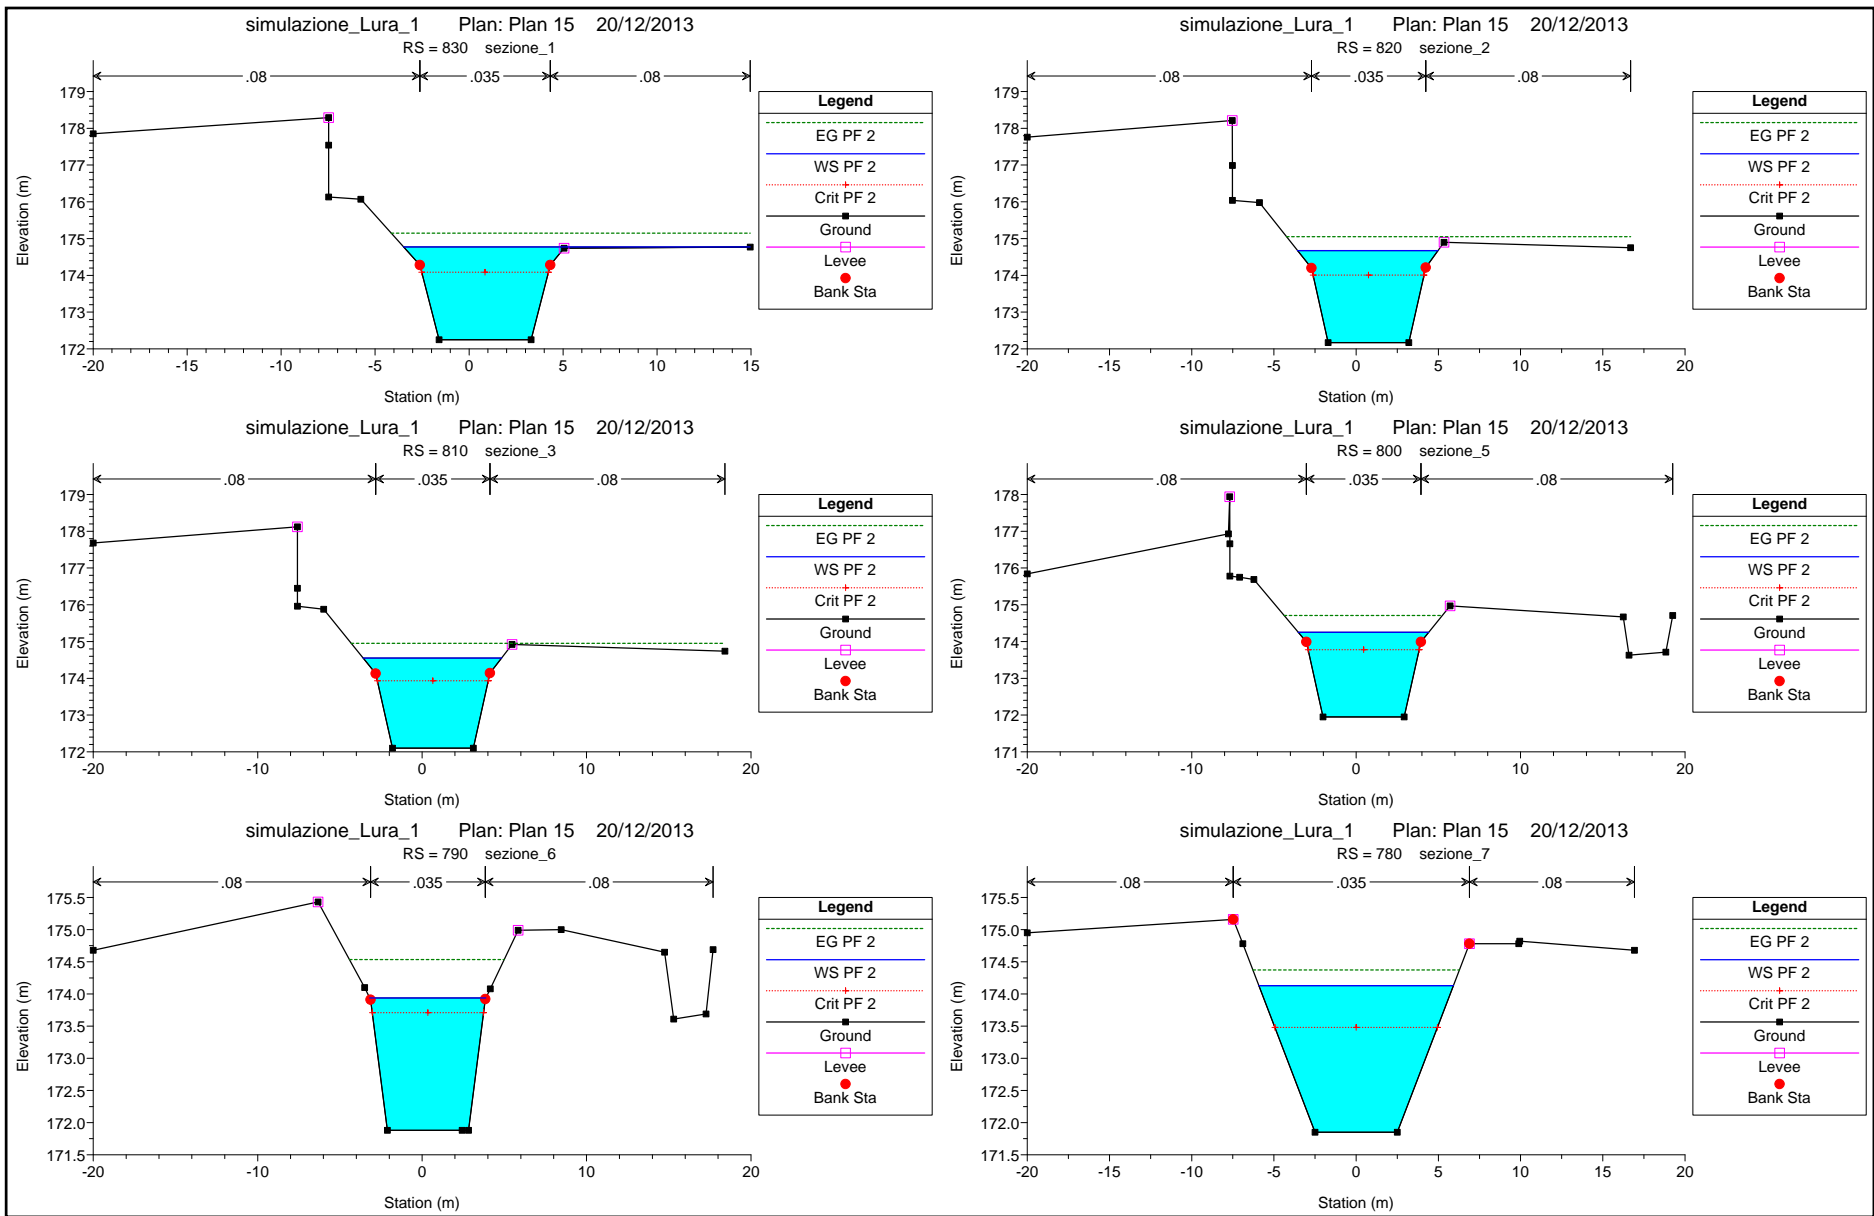 simulazione_Lura_1 Plan: Plan 15 20/12/2013
RS = 830 sezione_1
.08 .035 .08
179
178
177
176
175
174
173
172
-20 -15 -10 -5 0 5 10 15
Station (m)
Elevation (m)
Legend
EG PF 2
WS PF 2
Crit PF 2
Ground
Levee
Bank Sta
simulazione_Lura_1 Plan: Plan 15 20/12/2013
RS = 820 sezione_2
.08 .035 .08
179
178
177
176
175
174
173
172
-20 -15 -10 -5 0 5 10 15 20
Station (m)
Elevation (m)
Legend
EG PF 2
WS PF 2
Crit PF 2
Ground
Levee
Bank Sta
simulazione_Lura_1 Plan: Plan 15 20/12/2013
RS = 810 sezione_3
.08 .035 .08
179
178
177
176
175
174
173
172
-20 -10 0 10 20
Station (m)
Elevation (m)
Legend
EG PF 2
WS PF 2
Crit PF 2
Ground
Levee
Bank Sta
simulazione_Lura_1 Plan: Plan 15 20/12/2013
RS = 800 sezione_5
.08 .035 .08
178
177
176
175
174
173
172
171
-20 -10 0 10 20
Station (m)
Elevation (m)
Legend
EG PF 2
WS PF 2
Crit PF 2
Ground
Levee
Bank Sta
simulazione_Lura_1 Plan: Plan 15 20/12/2013
RS = 790 sezione_6
.08 .035 .08
175.5
175.0
174.5
174.0
173.5
173.0
172.5
172.0
171.5
-20 -10 0 10 20
Station (m)
Elevation (m)
Legend
EG PF 2
WS PF 2
Crit PF 2
Ground
Levee
Bank Sta
simulazione_Lura_1 Plan: Plan 15 20/12/2013
RS = 780 sezione_7
.08 .035 .08
175.5
175.0
174.5
174.0
173.5
173.0
172.5
172.0
171.5
-20 -15 -10 -5 0 5 10 15 20
Station (m)
Elevation (m)
Legend
EG PF 2
WS PF 2
Crit PF 2
Ground
Levee
Bank Sta